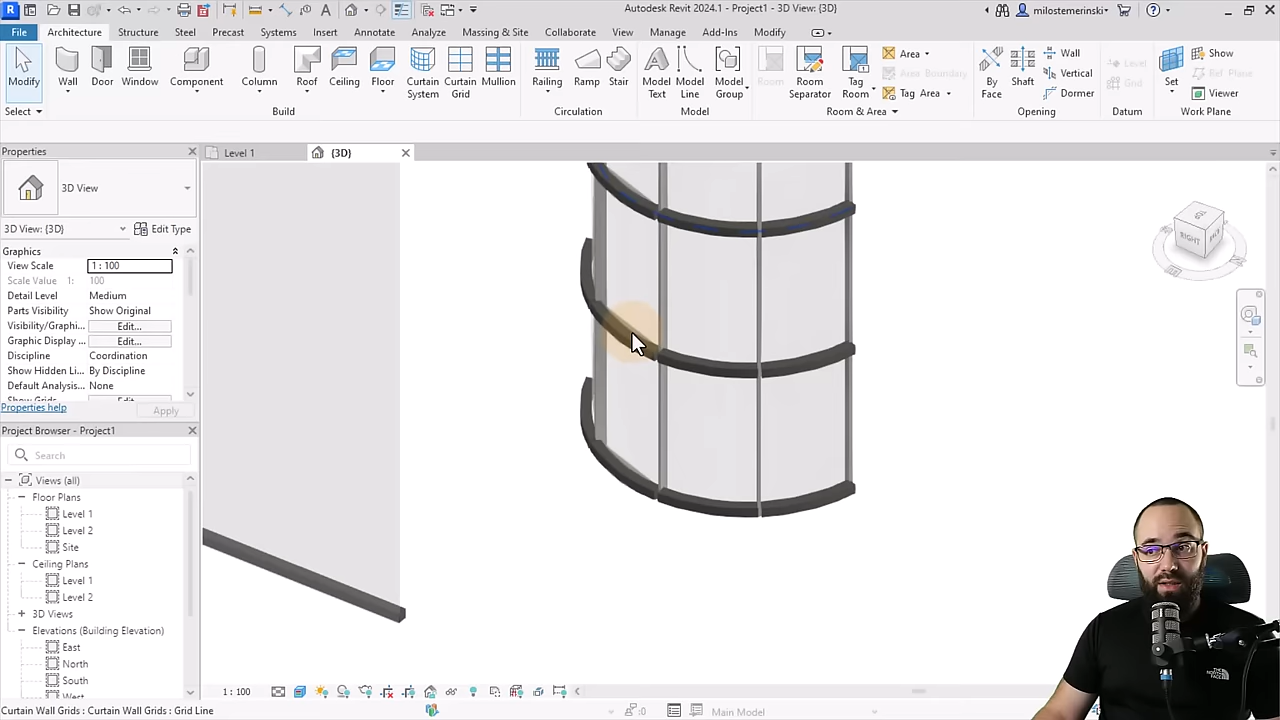 Autodesk Revit 2024.1 - Project1 - 3D View: {3D}
milostemerinski
File
Architecture
Structure
Steel
Precast
Systems
Insert
Annotate
Analyze
Massing & Site
Collaborate
View
Manage
Add-Ins
Modify
Modify
Wall
Door
Window
Component
Column
Roof
Ceiling
Floor
Curtain
System
Curtain
Grid
Mullion
Railing
Ramp
Stair
Model
Text
Model
Line
Model
Group
Room
Room
Separator
Tag
Room
Area
Area Boundary
Tag Area
By
Face
Shaft
Wall
Vertical
Dormer
Level
Grid
Set
Show
Ref Plane
Viewer
Select
Build
Circulation
Model
Room & Area
Opening
Datum
Work Plane
Properties
Level 1
(3D)
3D View
3D View: {3D}
Edit Type
Graphics
View Scale 1 : 100
Scale Value 1: 100
Detail Level Medium
Parts Visibility Show Original
Visibility/Graphi... Edit...
Graphic Display ... Edit...
Discipline Coordination
Show Hidden Li... By Discipline
Default Analysis... None
Show Grids Edit...
Properties help
Apply
Project Browser - Project1
Search
Views (all)
Floor Plans
Level 1
Level 2
Site
Ceiling Plans
Level 1
Level 2
3D Views
Elevations (Building Elevation)
East
North
South
West
RIGHT
1 : 100
Curtain Wall Grids : Curtain Wall Grids : Grid Line
:0
Main Model
THE
NORTH
FACE